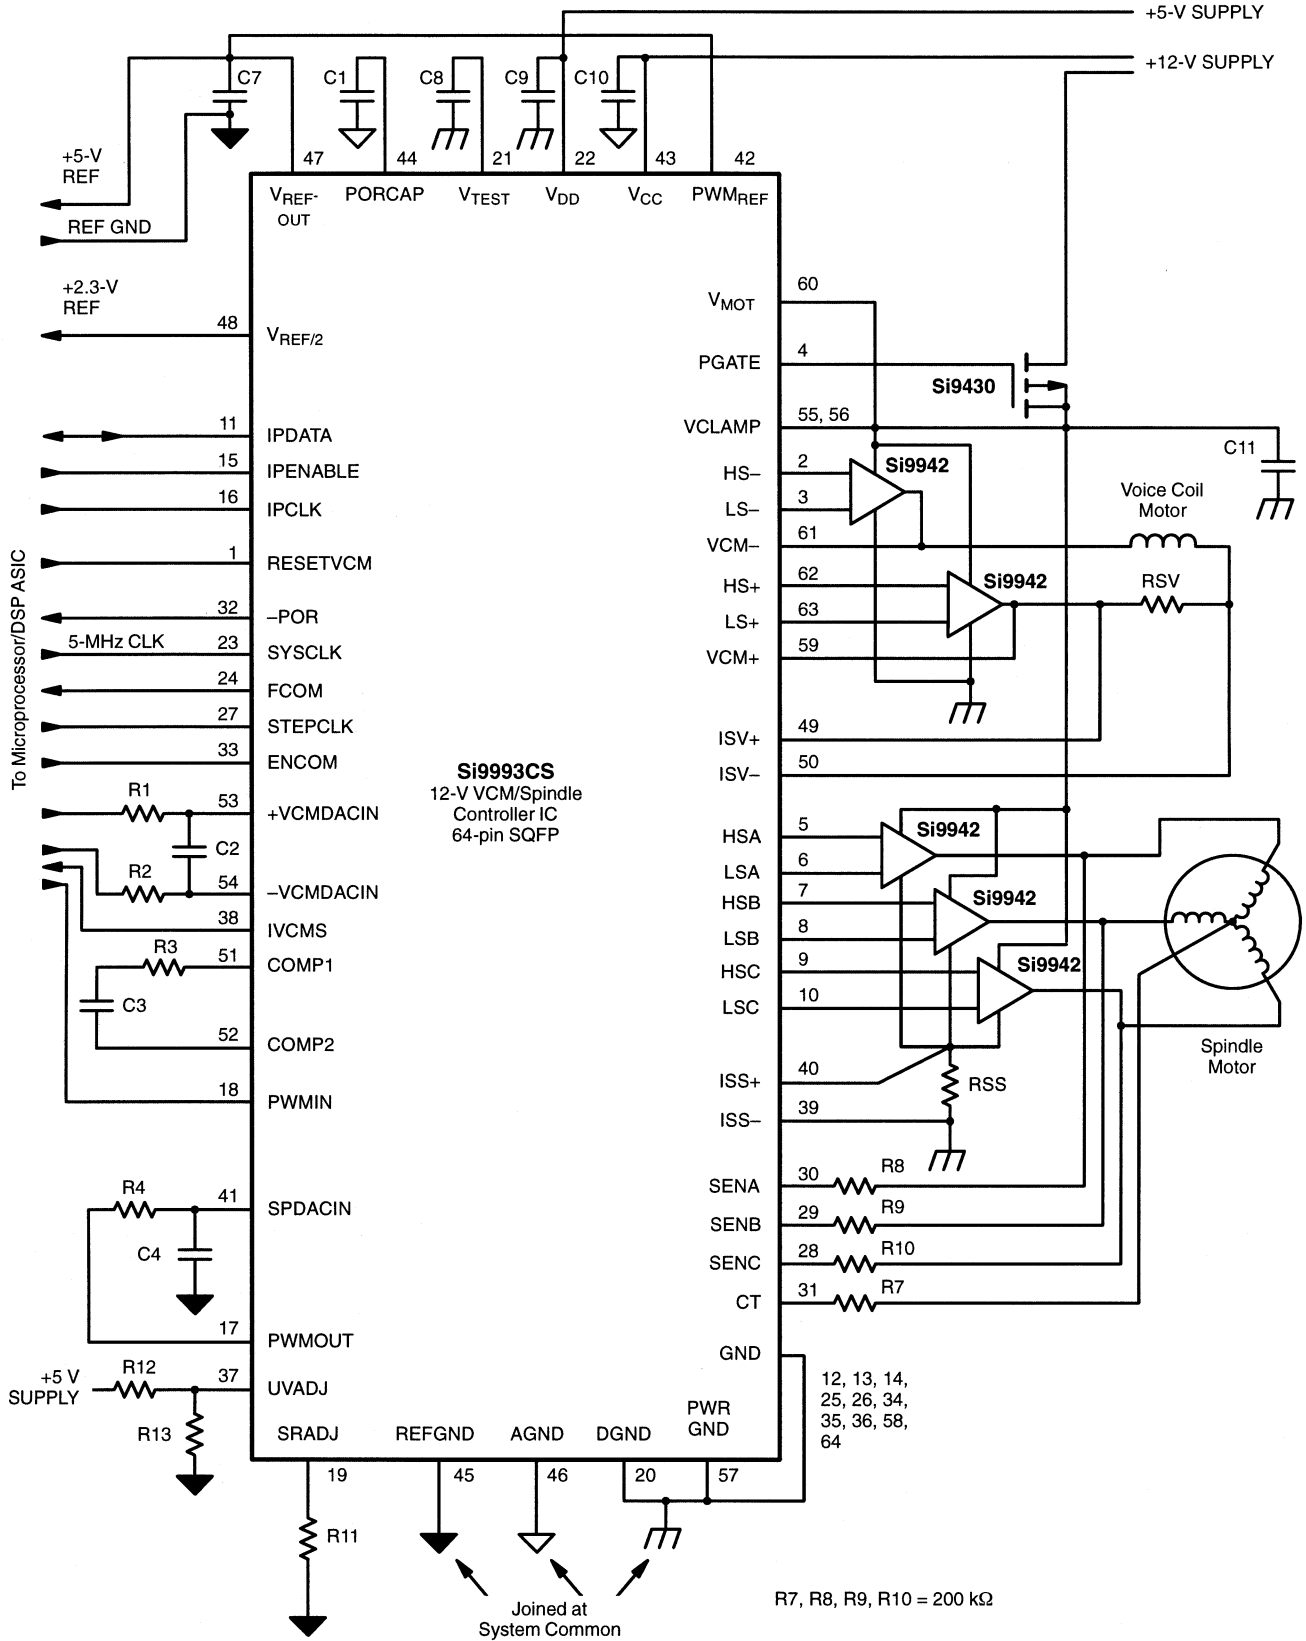 +5-V SUPPLY
+12-V SUPPLY
C7
C1
C8
C9
C10
+5-V
REF
REF GND
47
44
21
22
43
42
VREF-
OUT
PORCAP
VTEST
VDD
VCC
PWMREF
+2.3-V
REF
48
VREF/2
11
IPDATA
15
IPENABLE
16
IPCLK
1
RESETVCM
32
–POR
5-MHz CLK
23
SYSCLK
24
FCOM
27
STEPCLK
33
ENCOM
To Microprocessor/DSP ASIC
R1
53
+VCMDACIN
C2
R2
54
–VCMDACIN
38
IVCMS
R3
51
COMP1
C3
52
COMP2
18
PWMIN
R4
41
SPDACIN
C4
17
PWMOUT
+5 V
SUPPLY
R12
37
UVADJ
R13
Si9993CS
12-V VCM/Spindle
Controller IC
64-pin SQFP
60
VMOT
4
PGATE
Si9430
55, 56
VCLAMP
C11
2
HS–
Si9942
3
LS–
61
VCM–
Voice Coil
Motor
62
HS+
Si9942
RSV
63
LS+
59
VCM+
49
ISV+
50
ISV–
5
HSA
Si9942
6
LSA
7
HSB
Si9942
8
LSB
9
HSC
Si9942
10
LSC
Spindle
Motor
40
ISS+
RSS
39
ISS–
30
SENA
R8
29
SENB
R9
28
SENC
R10
31
CT
R7
GND
12, 13, 14,
25, 26, 34,
35, 36, 58,
64
SRADJ
REFGND
AGND
DGND
PWR
GND
19
45
46
20
57
R11
Joined at
System Common
R7, R8, R9, R10 = 200 kΩ